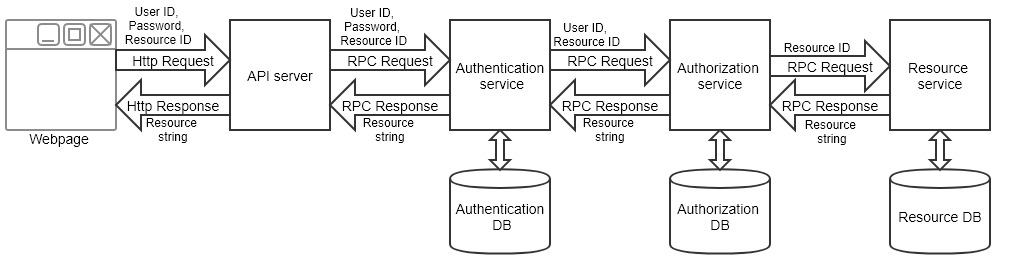 User ID,
Password,
Resource ID
Http Request
Http Response
Resource
string
Webpage
API server
User ID,
Password,
Resource ID
RPC Request
RPC Response
Resource
string
Authentication
service
Authentication
DB
User ID,
Resource ID
RPC Request
RPC Response
Resource
string
Authorization
service
Authorization
DB
Resource ID
RPC Request
RPC Response
Resource
string
Resource
service
Resource DB